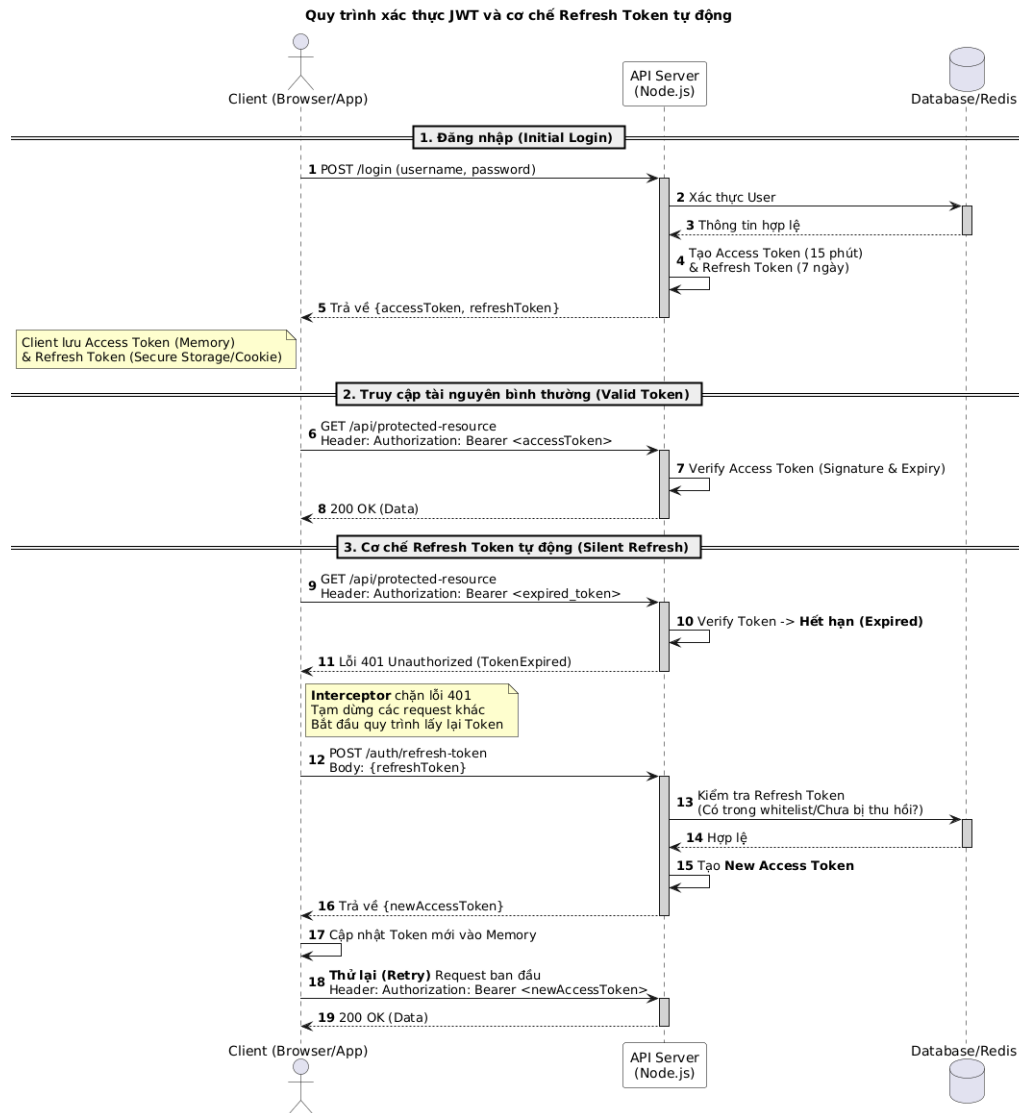 Quy trình xác thực JWT và cơ chế Refresh Token tự động
Client (Browser/App)
API Server
(Node.js)
Database/Redis
1. Đăng nhập (Initial Login)
1 POST /login (username, password)
2 Xác thực User
3 Thông tin hợp lệ
4 Tạo Access Token (15 phút)
& Refresh Token (7 ngày)
5 Trả về {accessToken, refreshToken}
Client lưu Access Token (Memory)
& Refresh Token (Secure Storage/Cookie)
2. Truy cập tài nguyên bình thường (Valid Token)
6 GET /api/protected-resource
Header: Authorization: Bearer <accessToken>
7 Verify Access Token (Signature & Expiry)
8 200 OK (Data)
3. Cơ chế Refresh Token tự động (Silent Refresh)
9 GET /api/protected-resource
Header: Authorization: Bearer <expired_token>
10 Verify Token -> Hết hạn (Expired)
11 Lỗi 401 Unauthorized (TokenExpired)
Interceptor chặn lỗi 401
Tạm dừng các request khác
Bắt đầu quy trình lấy lại Token
12 POST /auth/refresh-token
Body: {refreshToken}
13 Kiểm tra Refresh Token
(Có trong whitelist/Chưa bị thu hồi?)
14 Hợp lệ
15 Tạo New Access Token
16 Trả về {newAccessToken}
17 Cập nhật Token mới vào Memory
18 Thử lại (Retry) Request ban đầu
Header: Authorization: Bearer <newAccessToken>
19 200 OK (Data)
Client (Browser/App)
API Server
(Node.js)
Database/Redis